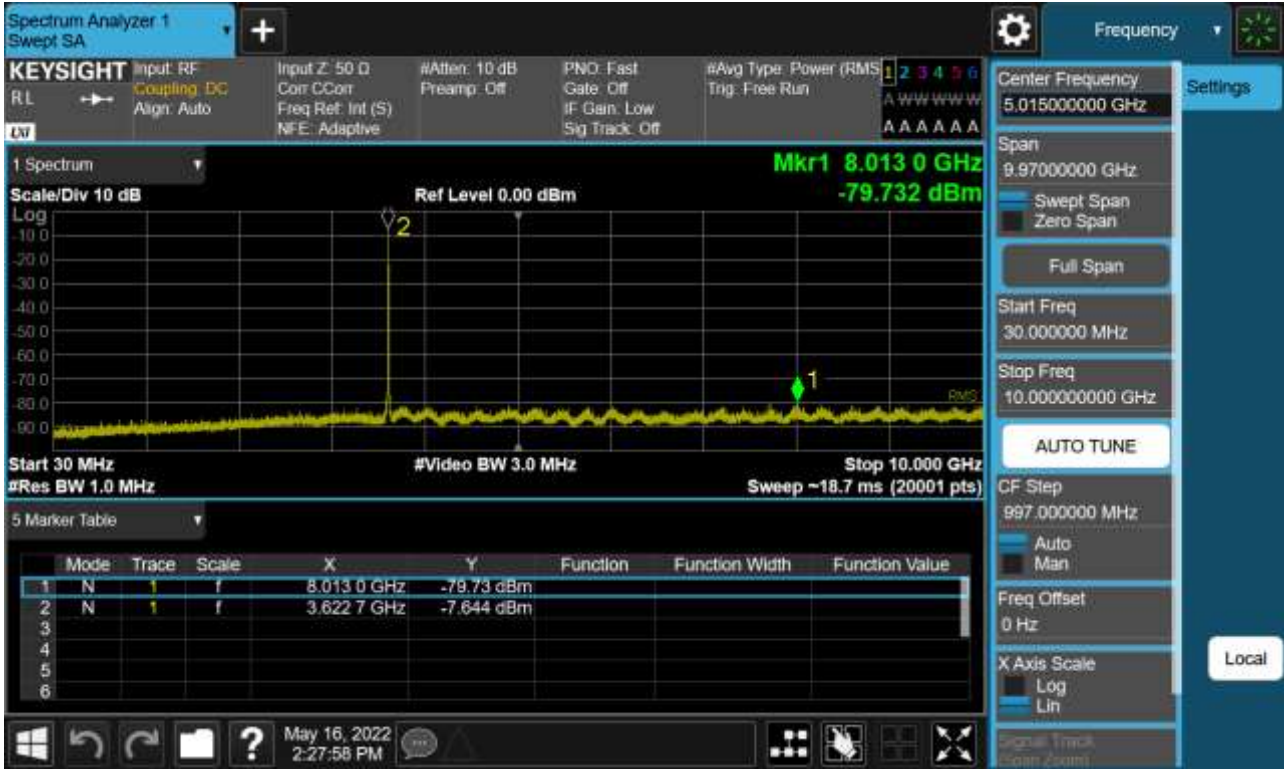 Spectrum Analyzer 1
Swept SA
Frequency
KEYSIGHT
RL
LXI
Input: RF
Coupling: DC
Align: Auto
Input Z: 50 Ω
Corr CCorr
Freq Ref: Int (S)
NFE: Adaptive
#Atten: 10 dB
Preamp: Off
PNO: Fast
Gate: Off
IF Gain: Low
Sig Track: Off
#Avg Type: Power (RMS
Trig: Free Run
1 2 3 4 5 6
A W W W W W
A A A A A A
1 Spectrum
Scale/Div 10 dB
Ref Level 0.00 dBm
Mkr1 8.013 0 GHz
-79.732 dBm
Log
-10.0
-20.0
-30.0
-40.0
-50.0
-60.0
-70.0
-80.0
-90.0
2
1
RMS
Start 30 MHz
#Video BW 3.0 MHz
Stop 10.000 GHz
#Res BW 1.0 MHz
Sweep ~18.7 ms (20001 pts)
5 Marker Table
Mode Trace Scale X Y Function Function Width Function Value
1 N 1 f 8.013 0 GHz -79.73 dBm
2 N 1 f 3.622 7 GHz -7.644 dBm
3
4
5
6
May 16, 2022
2:27:58 PM
Center Frequency
5.015000000 GHz
Settings
Span
9.97000000 GHz
Swept Span
Zero Span
Full Span
Start Freq
30.000000 MHz
Stop Freq
10.000000000 GHz
AUTO TUNE
CF Step
997.000000 MHz
Auto
Man
Freq Offset
0 Hz
X Axis Scale
Log
Lin
Signal Track
(Span Zoom)
Local